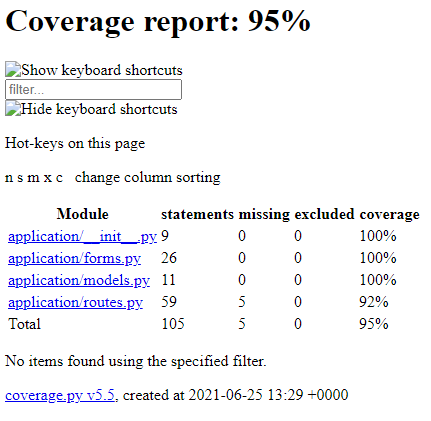 Coverage report: 95%
Show keyboard shortcuts
filter...
Hide keyboard shortcuts
Hot-keys on this page
n s m x c   change column sorting
Module statements missing excluded coverage
application/__init__.py 9 0 0 100%
application/forms.py 26 0 0 100%
application/models.py 11 0 0 100%
application/routes.py 59 5 0 92%
Total 105 5 0 95%
No items found using the specified filter.
coverage.py v5.5, created at 2021-06-25 13:29 +0000